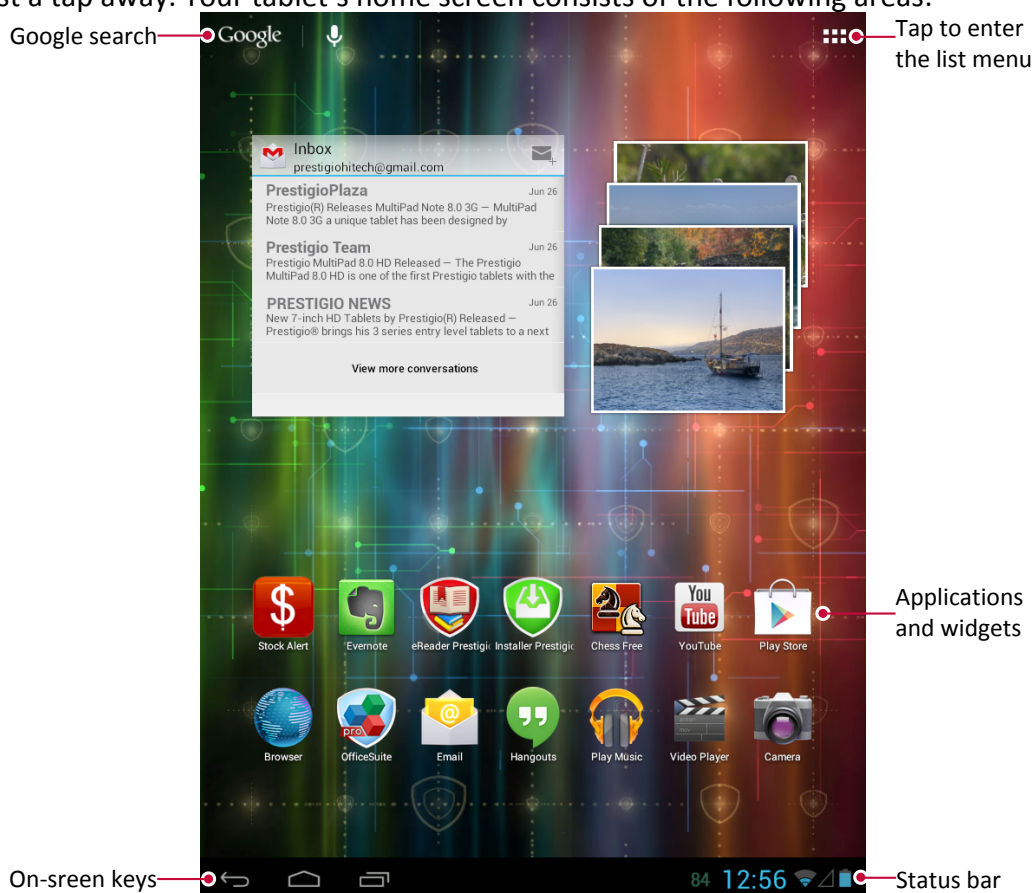 st a tap away. Your tablet's home screen consists of the following areas:
Google search
Google
Tap to enter
the list menu
Inbox
prestigiohitech@gmail.com
PrestigioPlaza Jun 26
Prestigio(R) Releases MultiPad Note 8.0 3G — MultiPad
Note 8.0 3G a unique tablet has been designed by
Prestigio Team Jun 26
Prestigio MultiPad 8.0 HD Released — The Prestigio
MultiPad 8.0 HD is one of the first Prestigio tablets with the
PRESTIGIO NEWS Jun 26
New 7-inch HD Tablets by Prestigio(R) Released —
Prestigio® brings his 3 series entry level tablets to a next
View more conversations
You
Tube
Stock Alert Evernote eReader Prestigio Installer Prestigio Chess Free YouTube Play Store
Applications
and widgets
pro
Browser OfficeSuite Email Hangouts Play Music Video Player Camera
On-sreen keys
84 12:56
Status bar